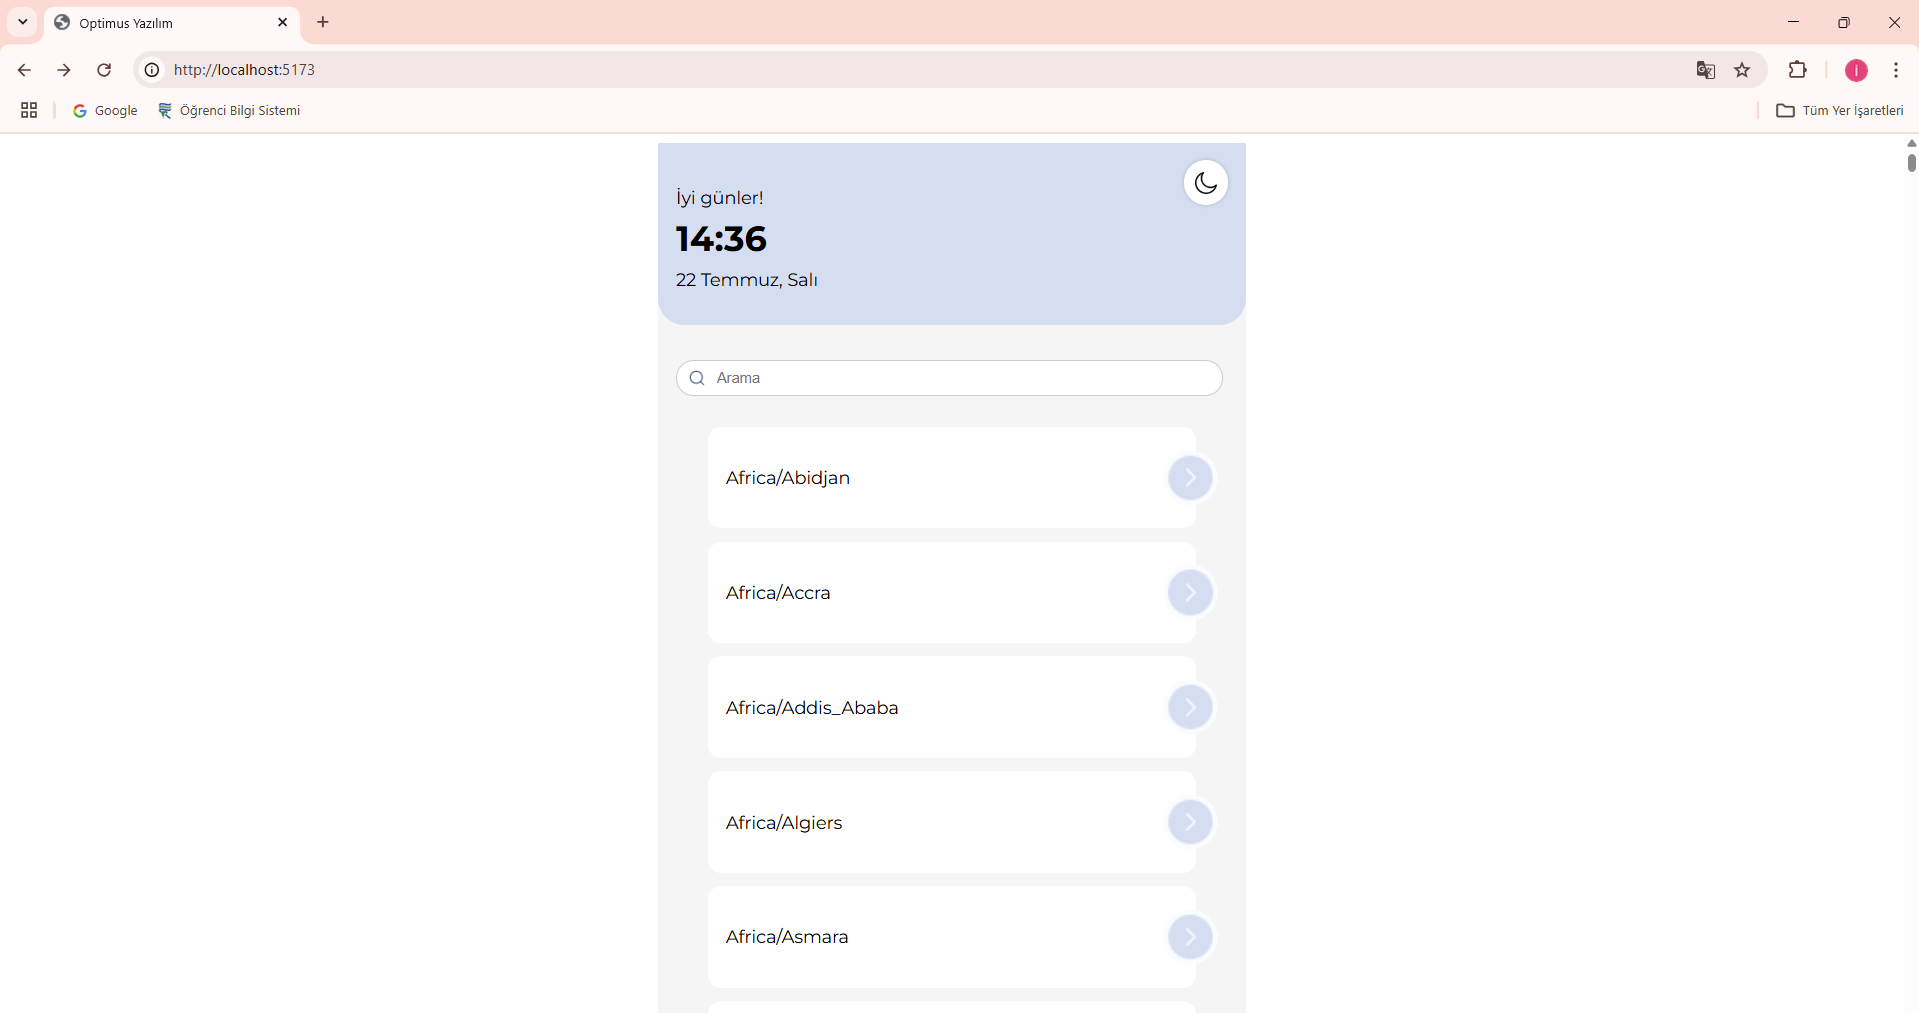 Optimus Yazılım
http://localhost:5173
i
Google
Öğrenci Bilgi Sistemi
Tüm Yer İşaretleri
İyi günler!
14:36
22 Temmuz, Salı
Arama
Africa/Abidjan
Africa/Accra
Africa/Addis_Ababa
Africa/Algiers
Africa/Asmara